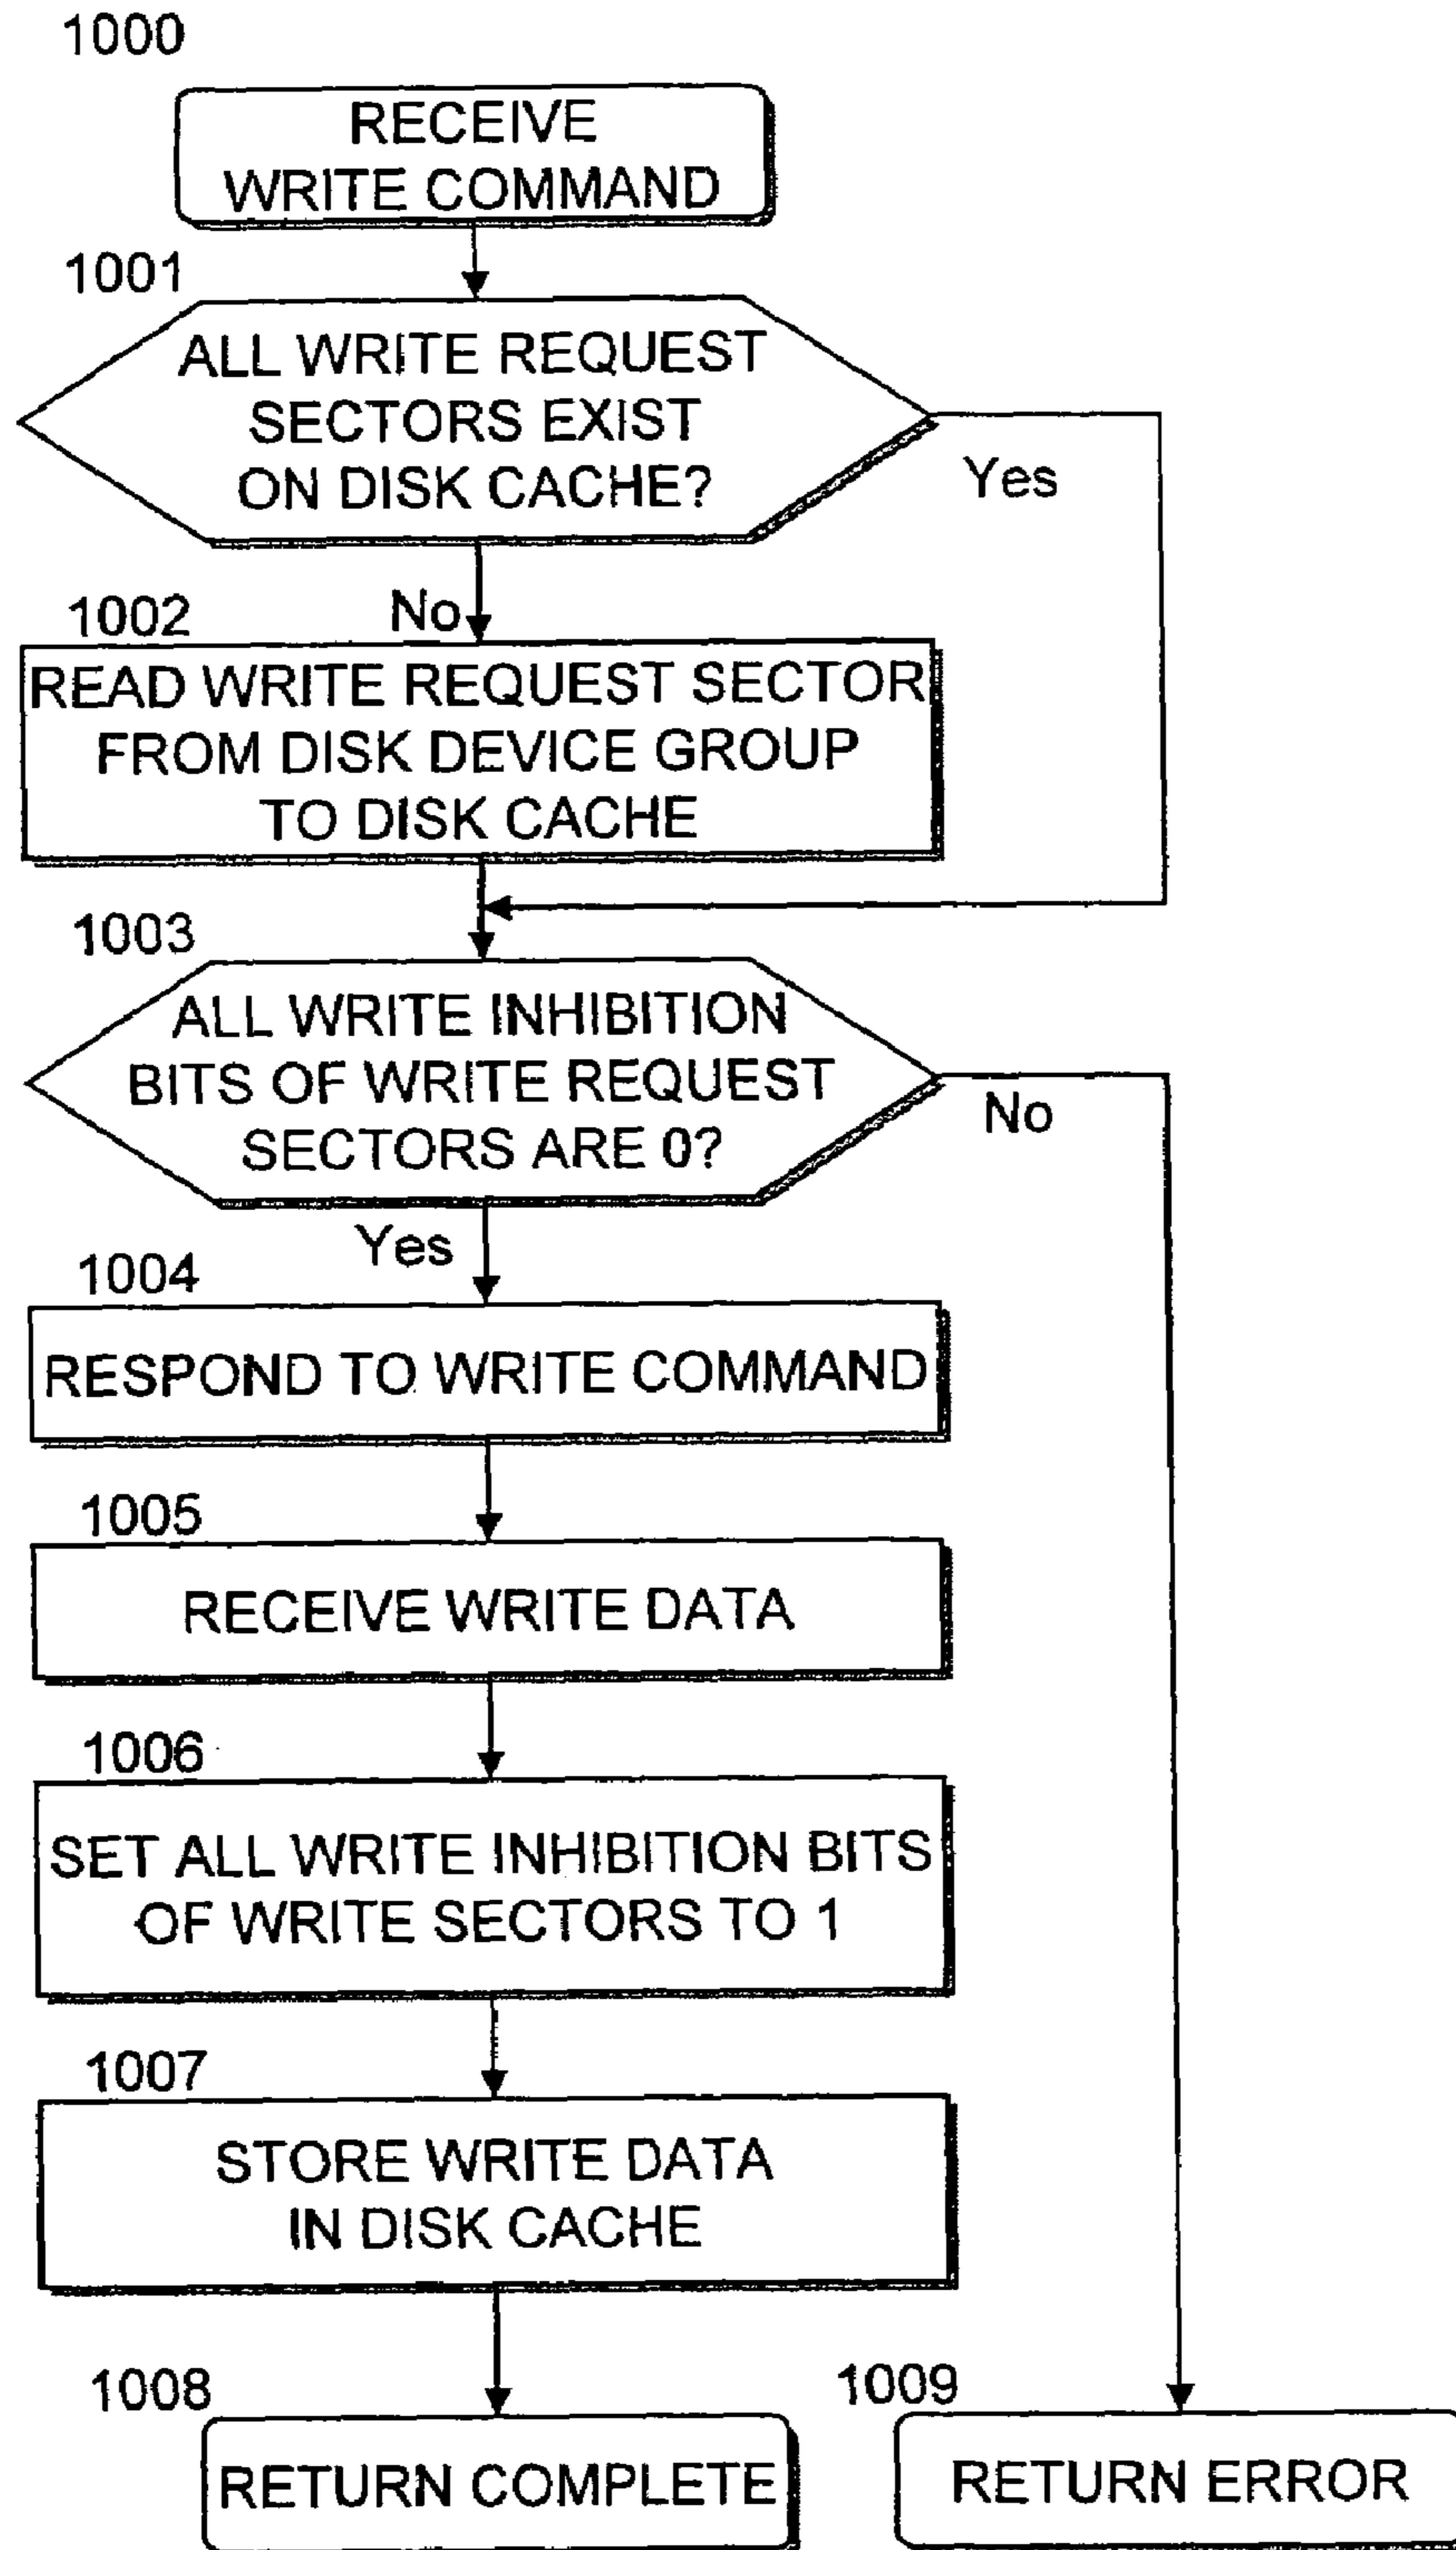 1000
RECEIVE
WRITE COMMAND
1001
ALL WRITE REQUEST
SECTORS EXIST
ON DISK CACHE?
Yes
No
1002
READ WRITE REQUEST SECTOR
FROM DISK DEVICE GROUP
TO DISK CACHE
1003
ALL WRITE INHIBITION
BITS OF WRITE REQUEST
SECTORS ARE 0?
No
Yes
1004
RESPOND TO WRITE COMMAND
1005
RECEIVE WRITE DATA
1006
SET ALL WRITE INHIBITION BITS
OF WRITE SECTORS TO 1
1007
STORE WRITE DATA
IN DISK CACHE
1008
RETURN COMPLETE
1009
RETURN ERROR